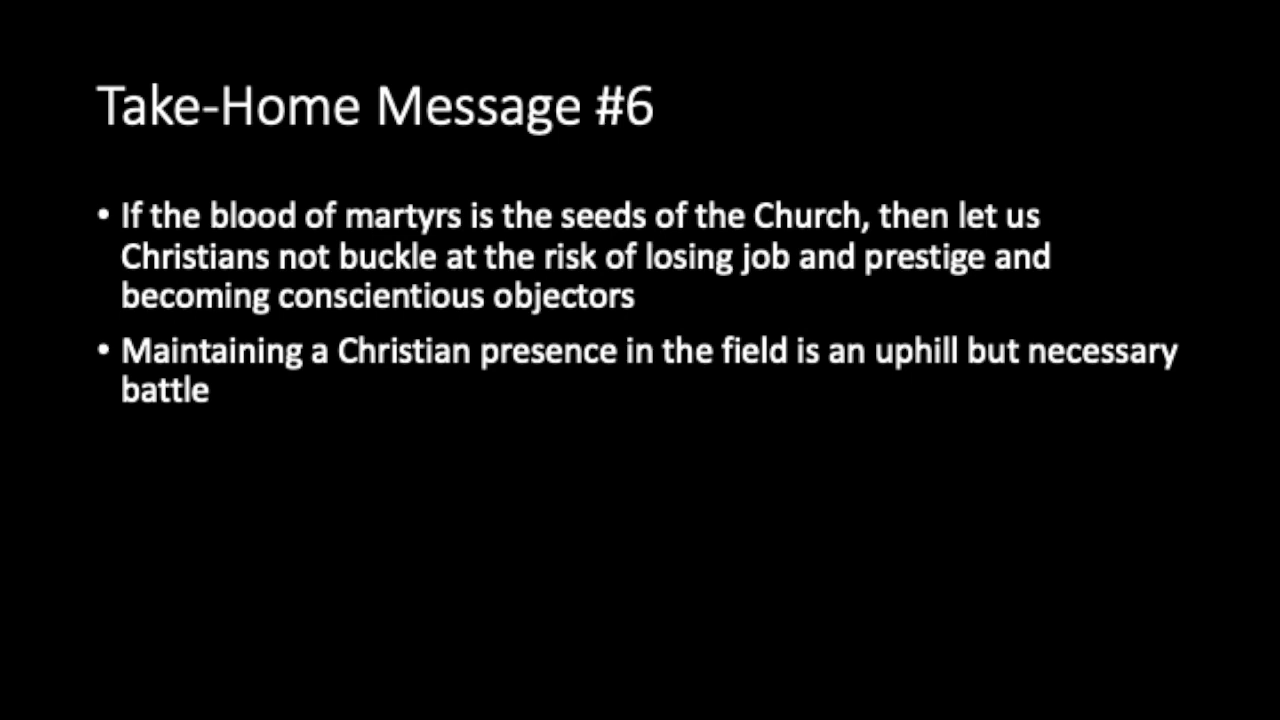 Take-Home Message #6
• If the blood of martyrs is the seeds of the Church, then let us
Christians not buckle at the risk of losing job and prestige and
becoming conscientious objectors
• Maintaining a Christian presence in the field is an uphill but necessary
battle